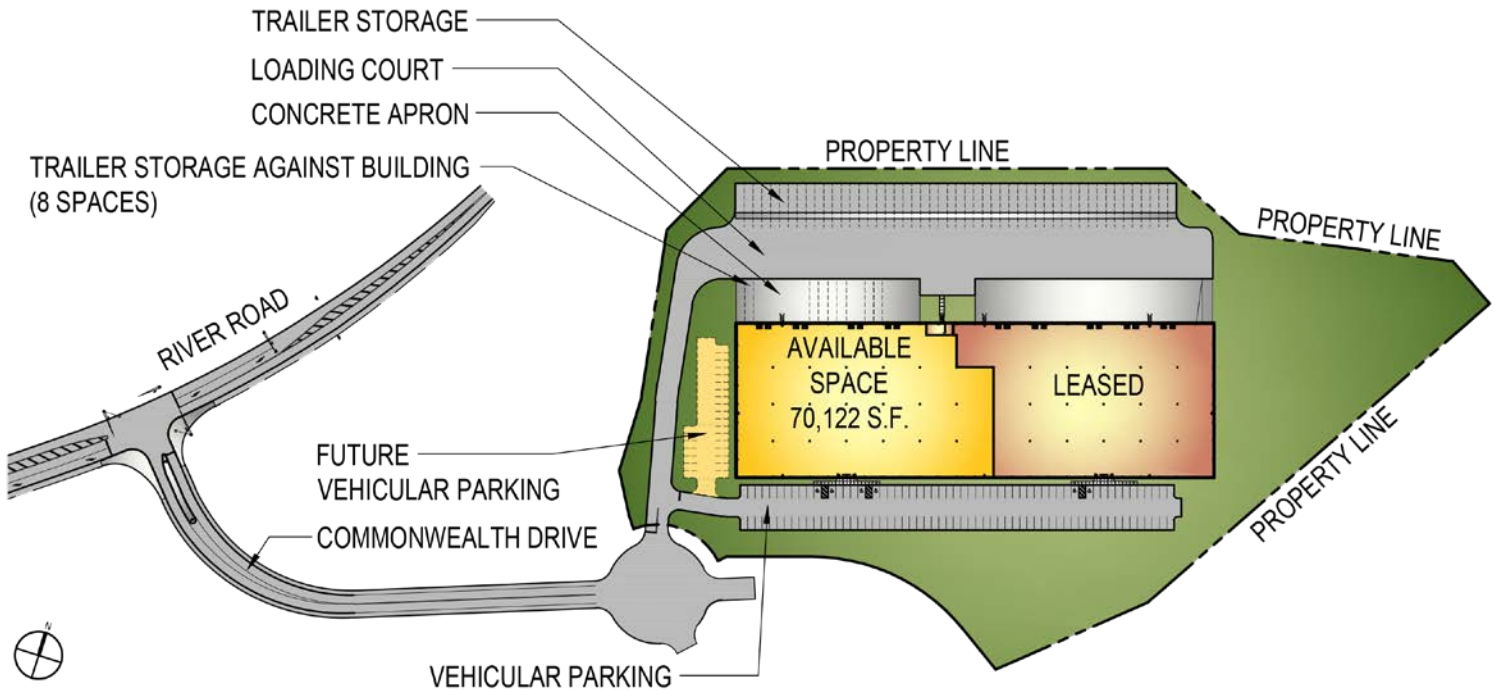 TRAILER STORAGE
LOADING COURT
CONCRETE APRON
TRAILER STORAGE AGAINST BUILDING
(8 SPACES)
PROPERTY LINE
PROPERTY LINE
RIVER ROAD
AVAILABLE
SPACE
70,122 S.F.
LEASED
PROPERTY LINE
FUTURE
VEHICULAR PARKING
COMMONWEALTH DRIVE
N
VEHICULAR PARKING